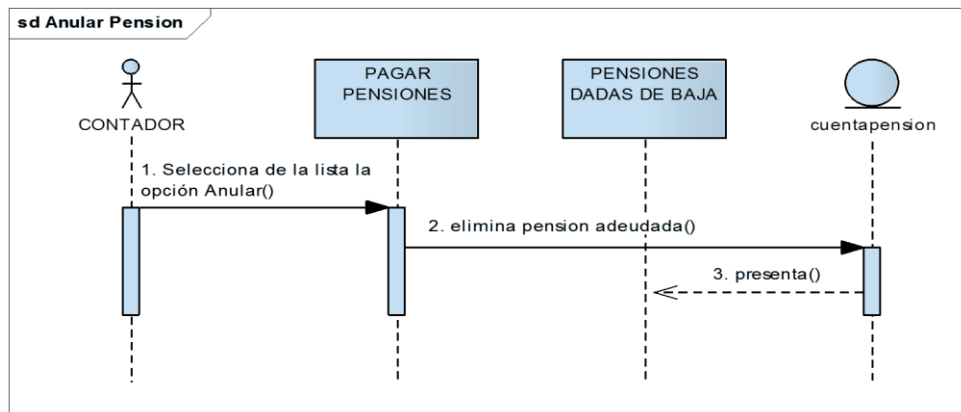 sd Anular Pension
CONTADOR
PAGAR
PENSIONES
PENSIONES
DADAS DE BAJA
cuentapension
1. Selecciona de la lista la
opción Anular()
2. elimina pension adeudada()
3. presenta()